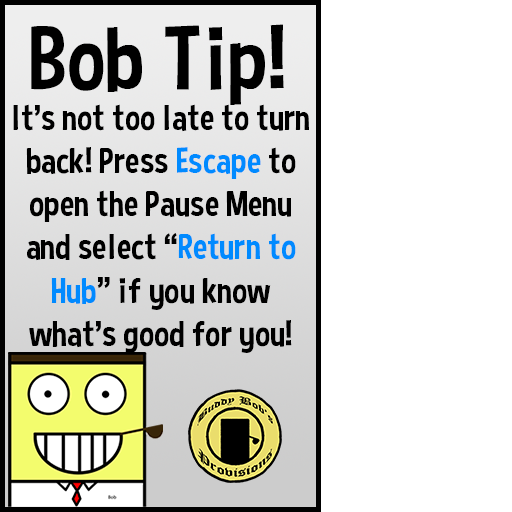 Bob Tip!
It's not too late to turn
back! Press Escape to
open the Pause Menu
and select “Return to
Hub” if you know
what's good for you!
Buddy Bob's
Provisions
Bob